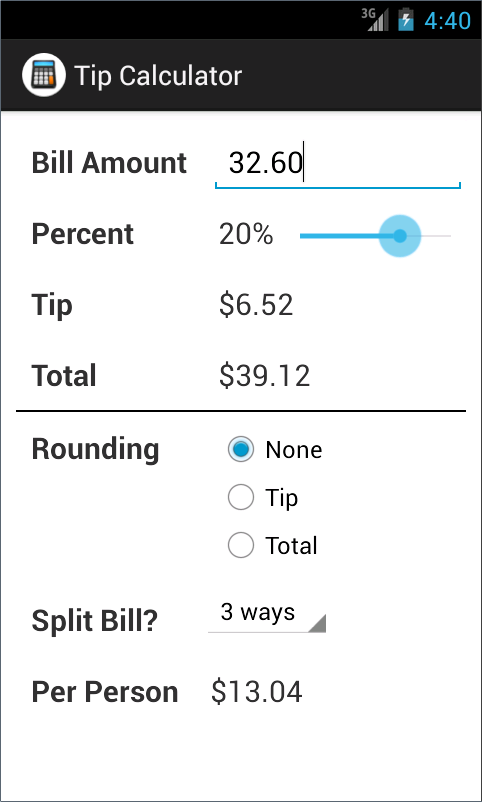 3G 4:40
Tip Calculator
Bill Amount 32.60
Percent 20%
Tip $6.52
Total $39.12
Rounding None
Tip
Total
Split Bill? 3 ways
Per Person $13.04